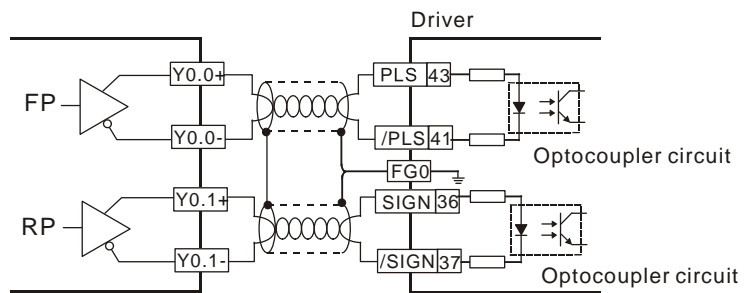 Driver
FP
Y0.0+
PLS 43
Y0.0-
/PLS 41
Optocoupler circuit
FG0
RP
Y0.1+
SIGN 36
Y0.1-
/SIGN 37
Optocoupler circuit